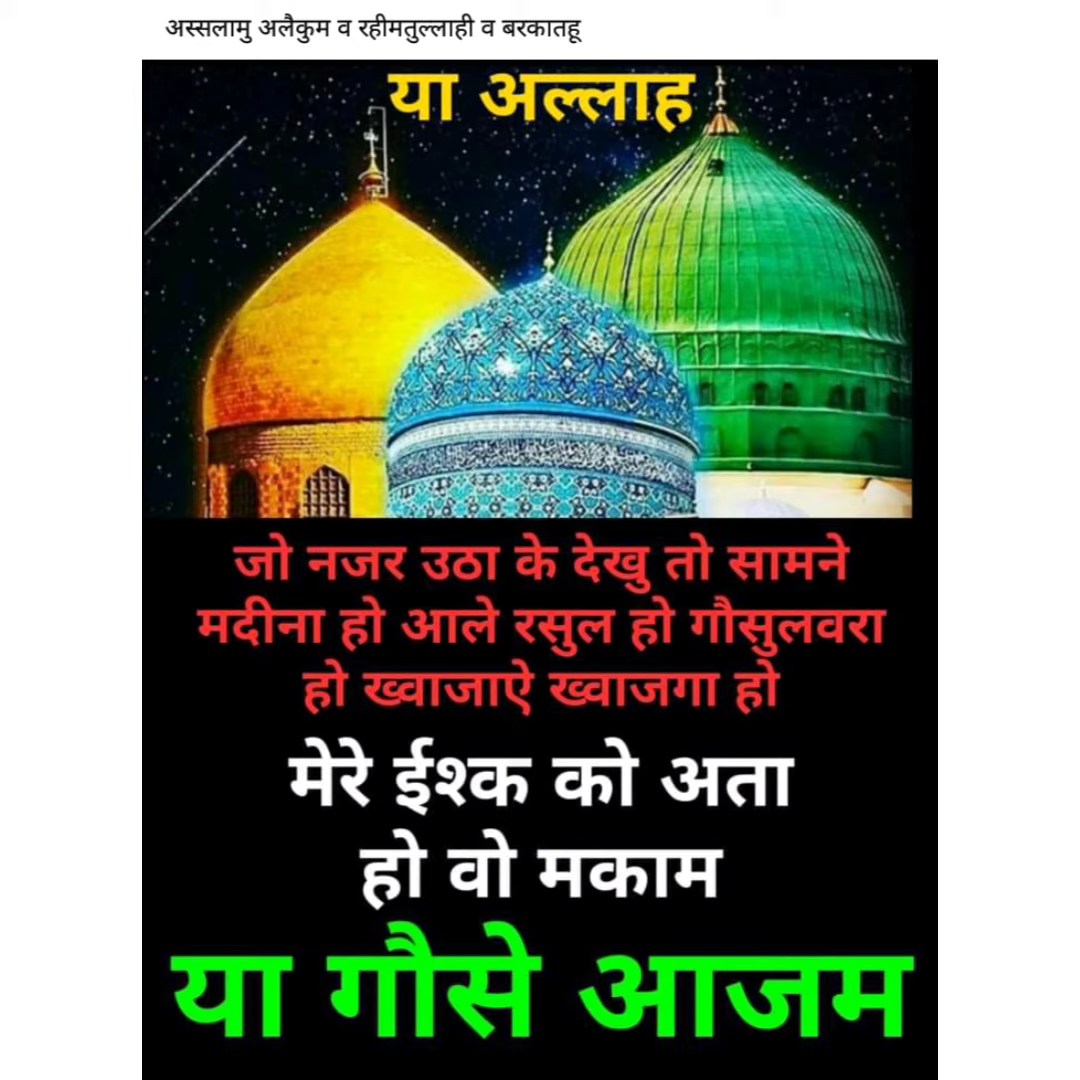 अस्सलामु अलैकुम व रहीमतुल्लाही व बरकातहू
या अल्लाह
जो नजर उठा के देखु तो सामने
मदीना हो आले रसुल हो गौसुलवरा
हो ख्वाजाऐ ख्वाजगा हो
मेरे ईश्क को अता
हो वो मकाम
या गौसे आजम